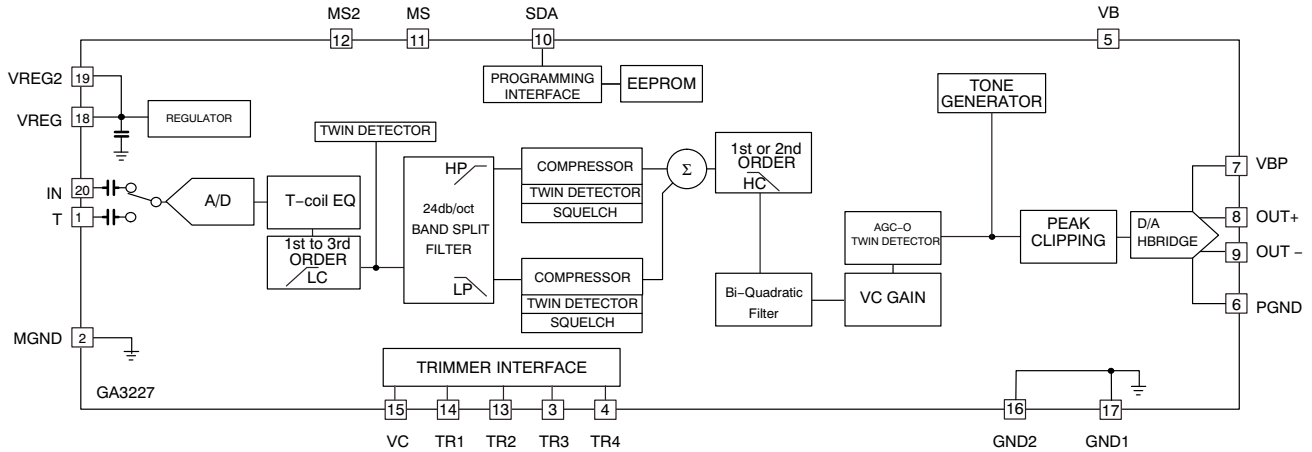 MS2
MS
SDA
VB
12
11
10
5
VREG2
19
VREG
18
REGULATOR
PROGRAMMING
INTERFACE
EEPROM
TONE
GENERATOR
TWIN DETECTOR
IN
20
T
1
A/D
T-coil EQ
1st to 3rd
ORDER
LC
HP
24db/oct
BAND SPLIT
FILTER
LP
COMPRESSOR
TWIN DETECTOR
SQUELCH
COMPRESSOR
TWIN DETECTOR
SQUELCH
Σ
1st or 2nd
ORDER
HC
Bi-Quadratic
Filter
AGC-O
TWIN DETECTOR
VC GAIN
PEAK
CLIPPING
D/A
HBRIDGE
7
VBP
8
OUT+
9
OUT -
6
PGND
MGND
2
GA3227
TRIMMER INTERFACE
15
14
13
3
4
16
17
VC
TR1
TR2
TR3
TR4
GND2
GND1